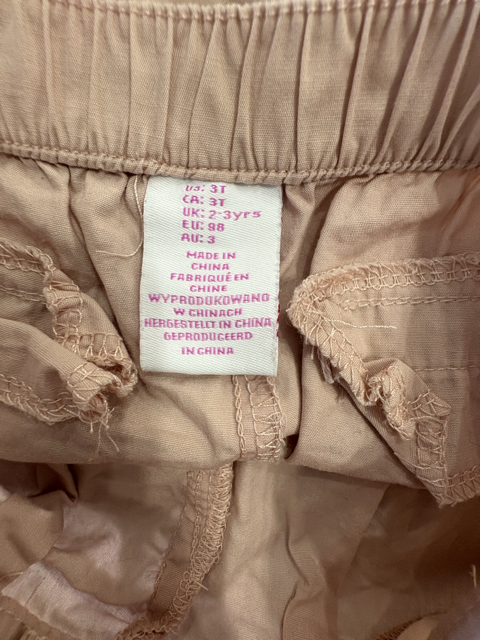 US: 3T
CA: 3T
UK: 2-3yrs
EU: 98
AU: 3
MADE IN
CHINA
FABRIQUÉ EN
CHINE
WYPRODUKOWANO
W CHINACH
HERGESTELLT IN CHINA
GEPRODUCEERD
IN CHINA